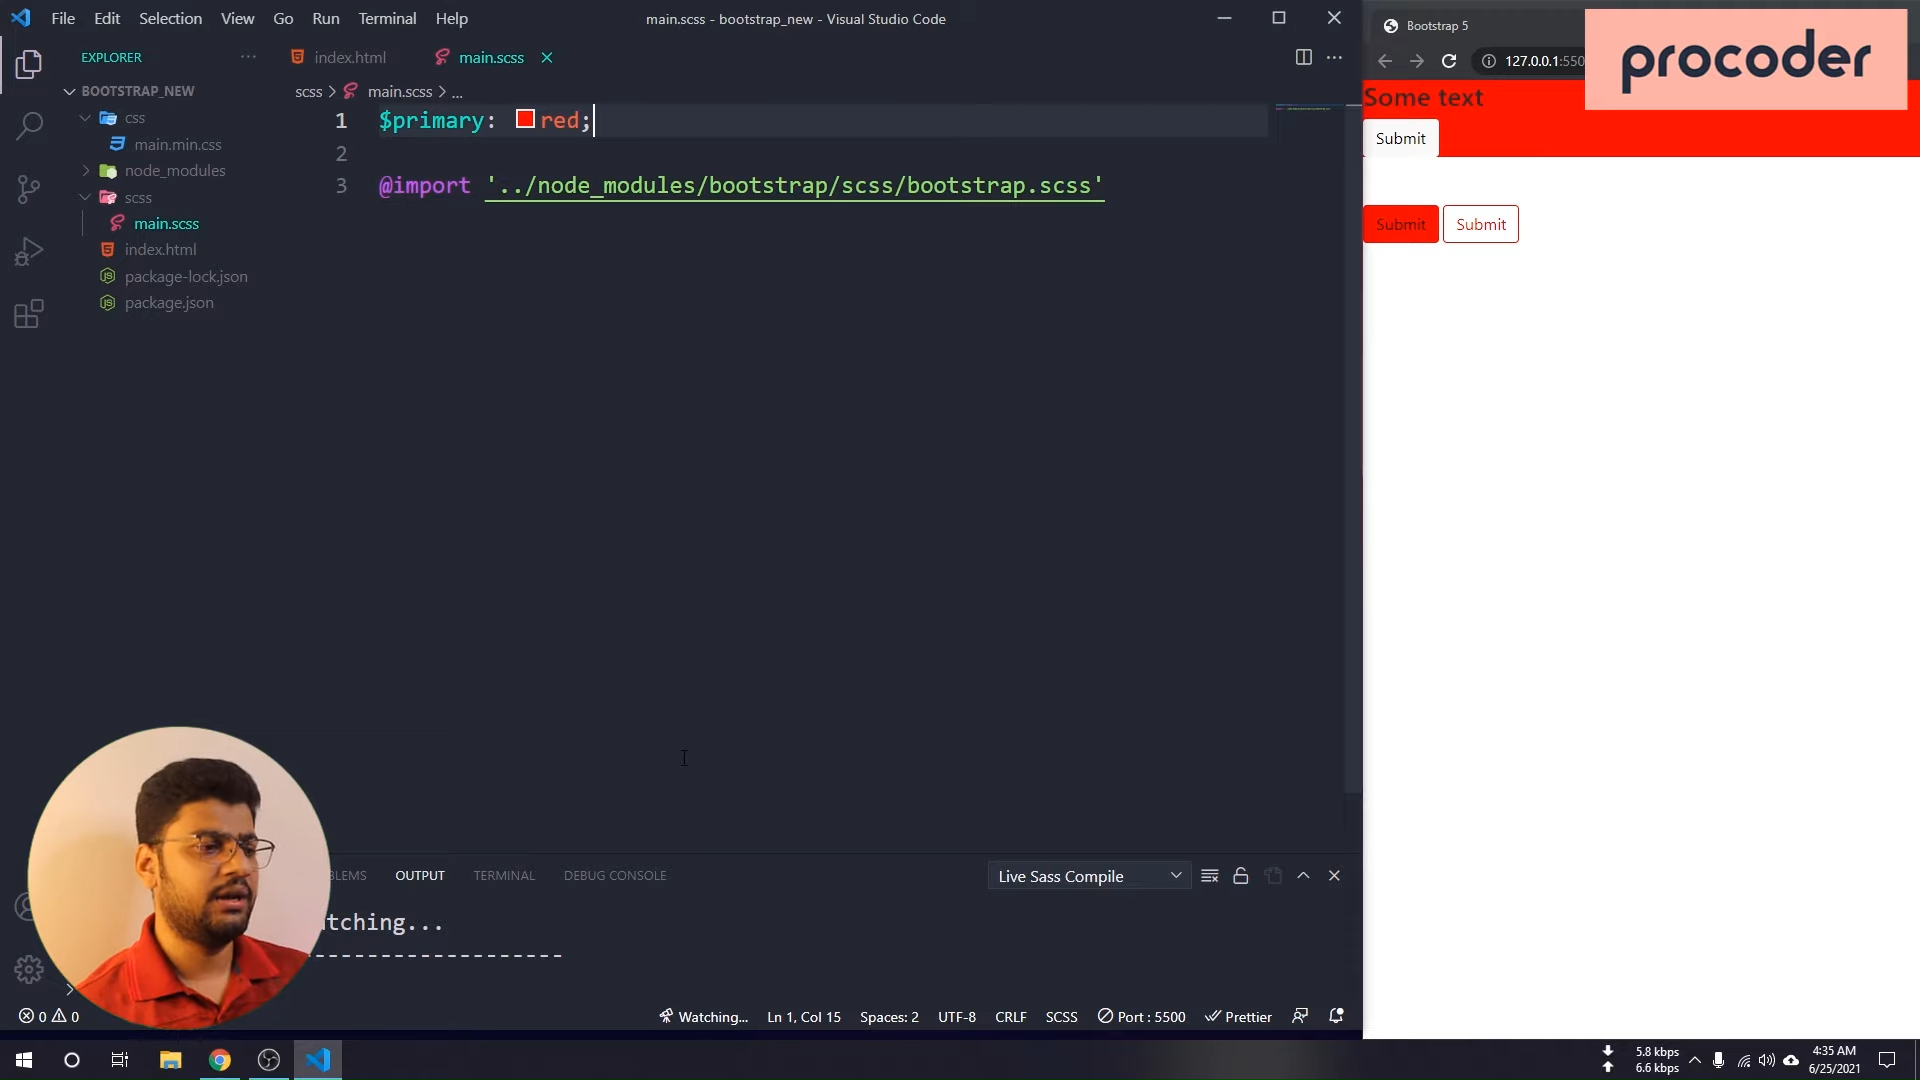 File Edit Selection View Go Run Terminal Help
main.scss - bootstrap_new - Visual Studio Code
EXPLORER
BOOTSTRAP_NEW
css
main.min.css
node_modules
scss
main.scss
index.html
package-lock.json
package.json
index.html
main.scss
scss > main.scss > ...
1 $primary: red;
2
3 @import '../node_modules/bootstrap/scss/bootstrap.scss'
BLEMS OUTPUT TERMINAL DEBUG CONSOLE
Live Sass Compile
tching...
--------------------
0 0
Watching... Ln 1, Col 15 Spaces: 2 UTF-8 CRLF SCSS Port : 5500 Prettier
Bootstrap 5
127.0.0.1:550
procoder
Some text
Submit
Submit Submit
5.8 kbps
6.6 kbps
4:35 AM
6/25/2021